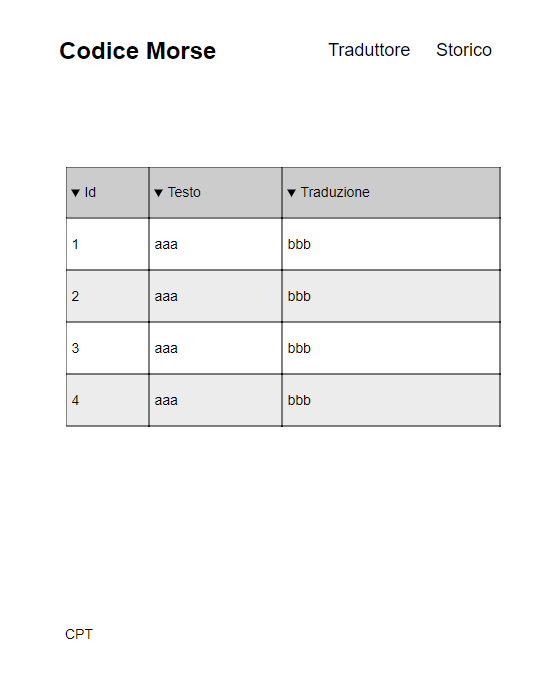 Codice Morse Traduttore Storico
▼ Id ▼ Testo ▼ Traduzione
1 aaa bbb
2 aaa bbb
3 aaa bbb
4 aaa bbb
CPT